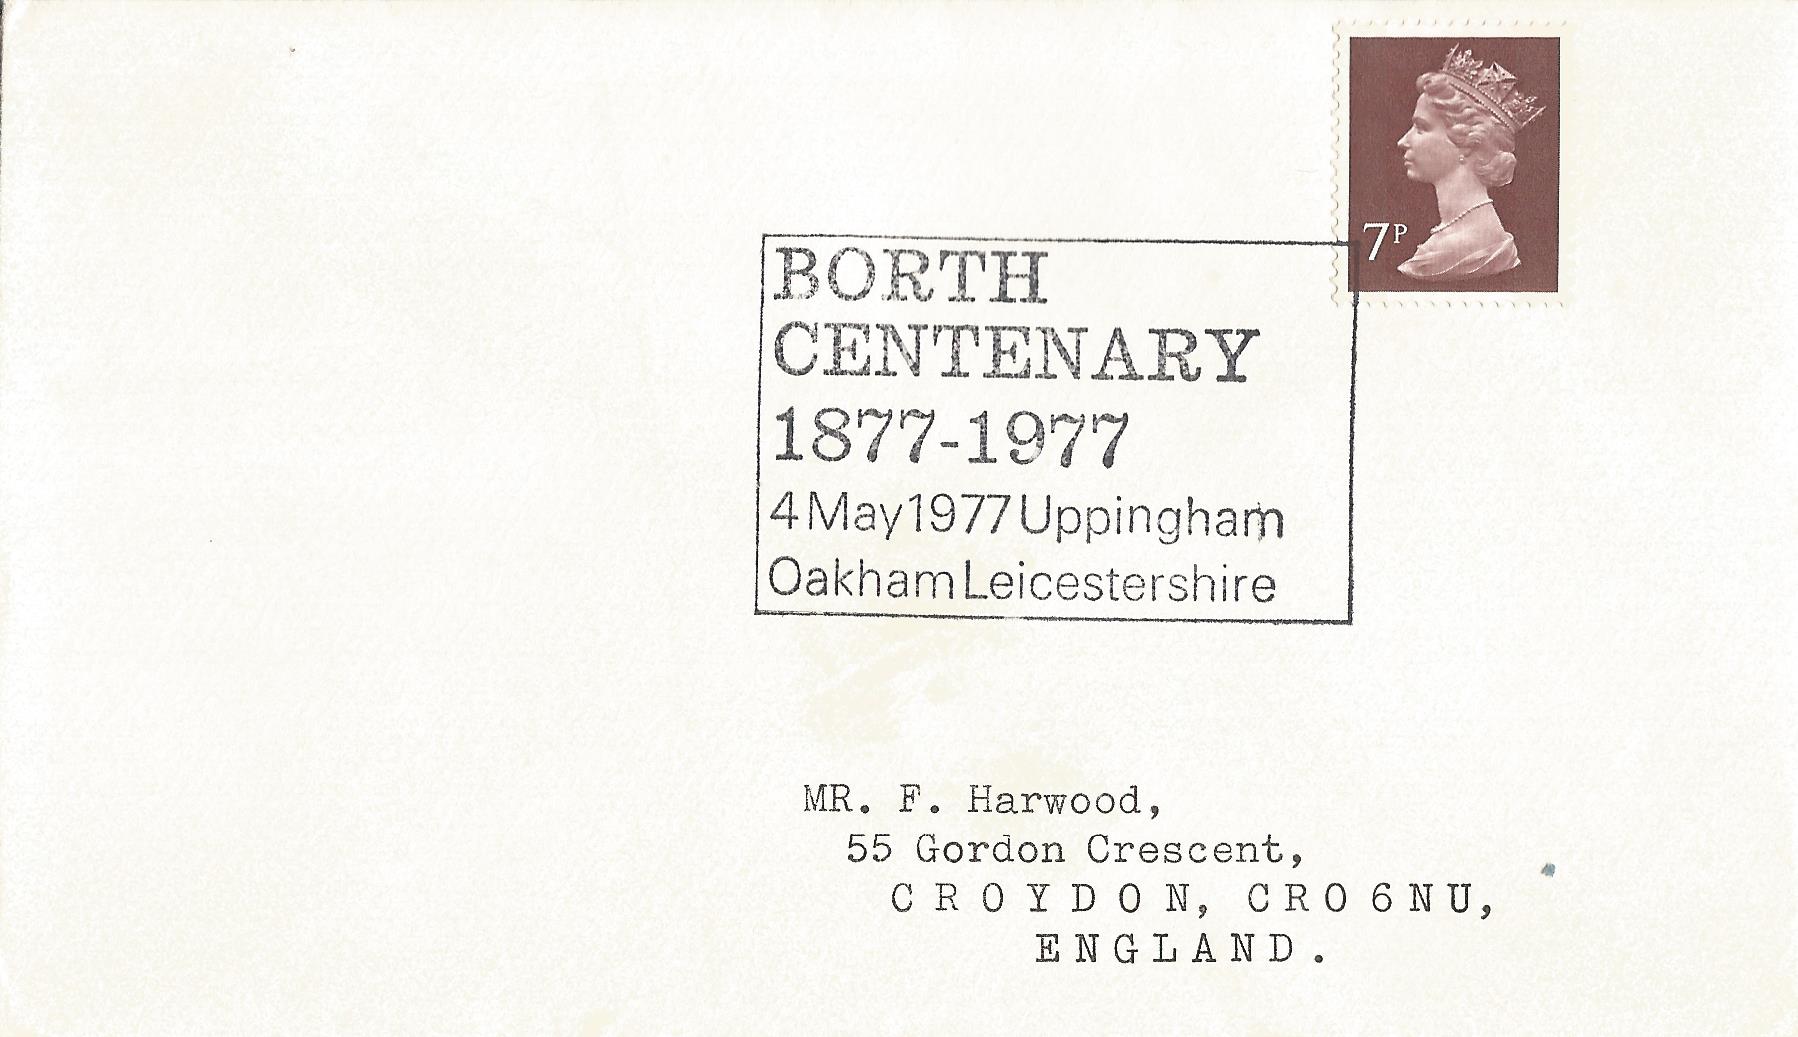 7P
BORTH
CENTENARY
1877-1977
4 May 1977 Uppingham
Oakham Leicestershire
MR. F. Harwood,
55 Gordon Crescent,
CROYDON, CRO 6NU,
ENGLAND.